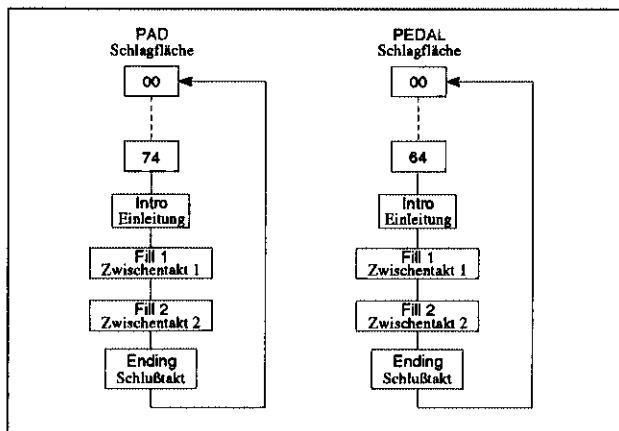 PAD
Schlagfläche
00
74
Intro
Einleitung
Fill 1
Zwischentakt 1
Fill 2
Zwischentakt 2
Ending
Schlußtakt
PEDAL
Schlagfläche
00
64
Intro
Einleitung
Fill 1
Zwischentakt 1
Fill 2
Zwischentakt 2
Ending
Schlußtakt